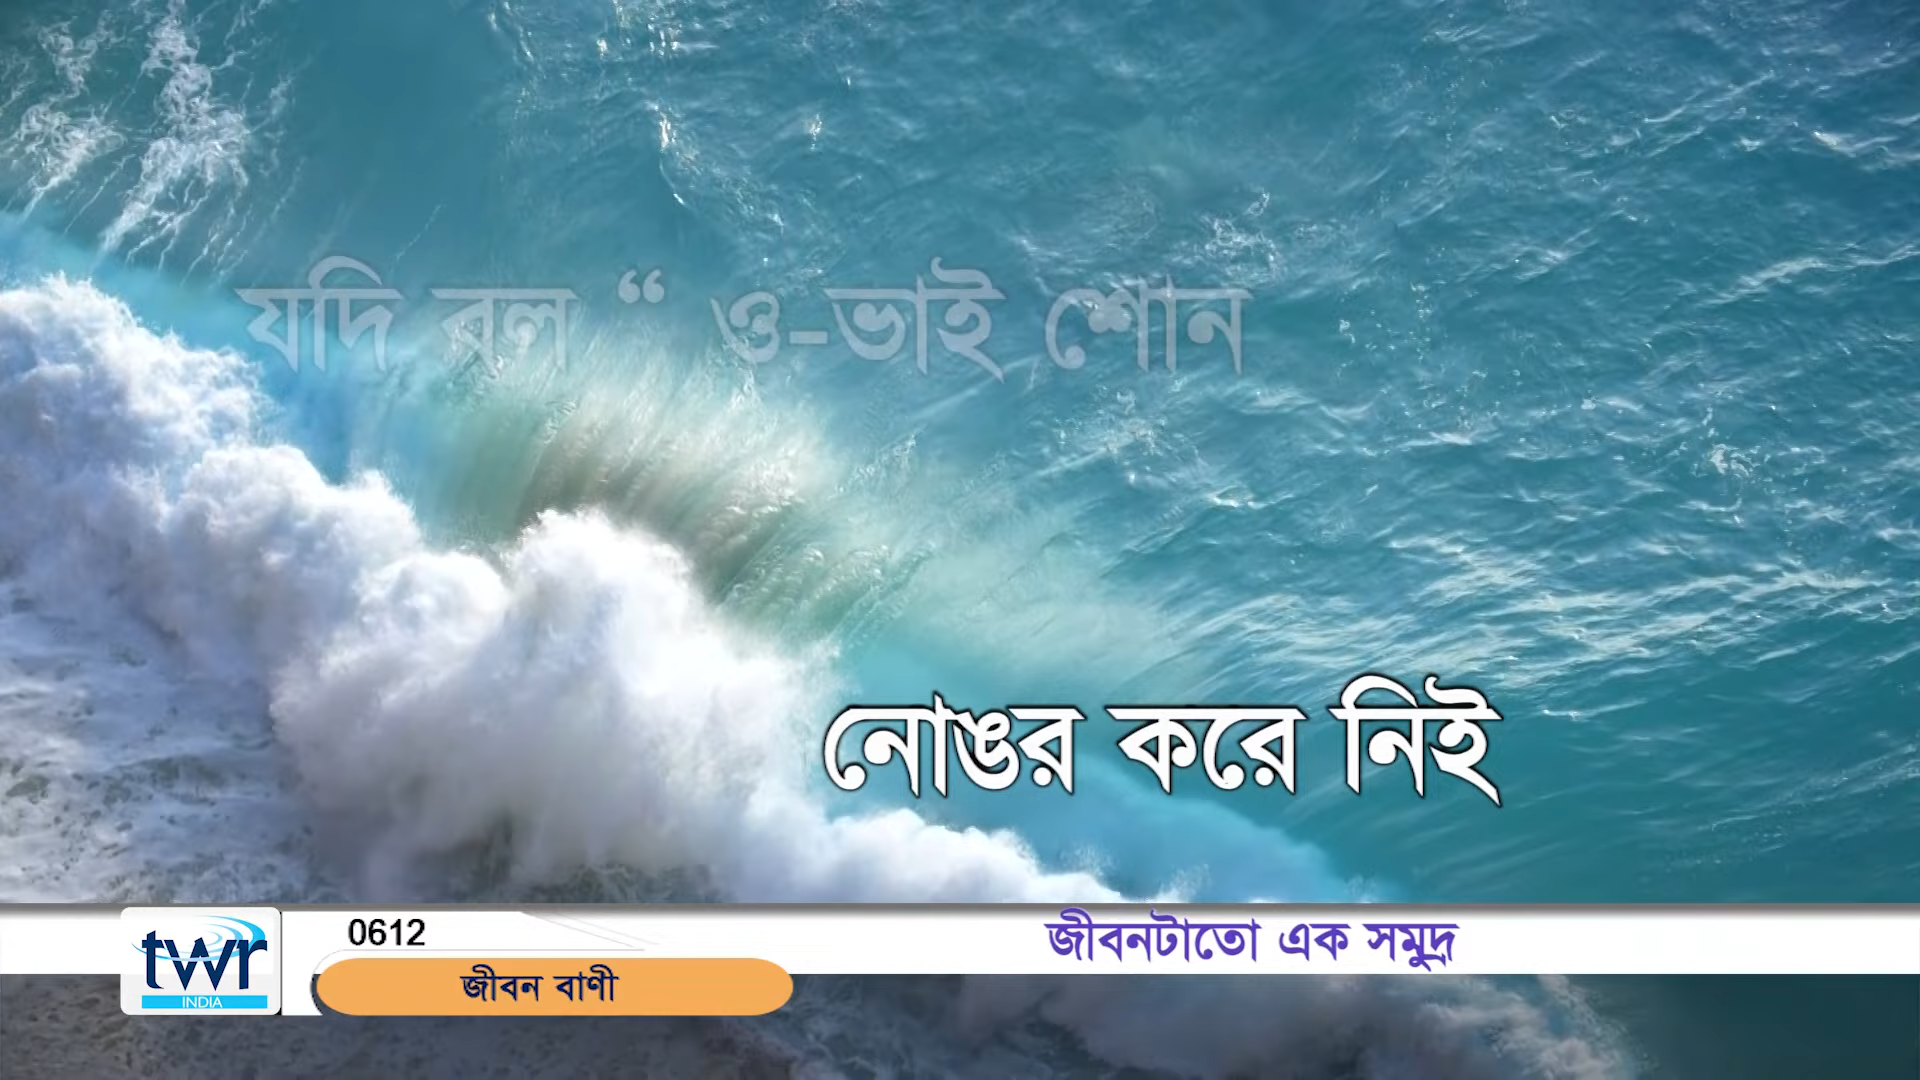 যদি বল “ ও-ভাই শোন
নোঙর করে নিই
twr
INDIA
0612
জীবন বাণী
জীবনটাতো এক সমুদ্র